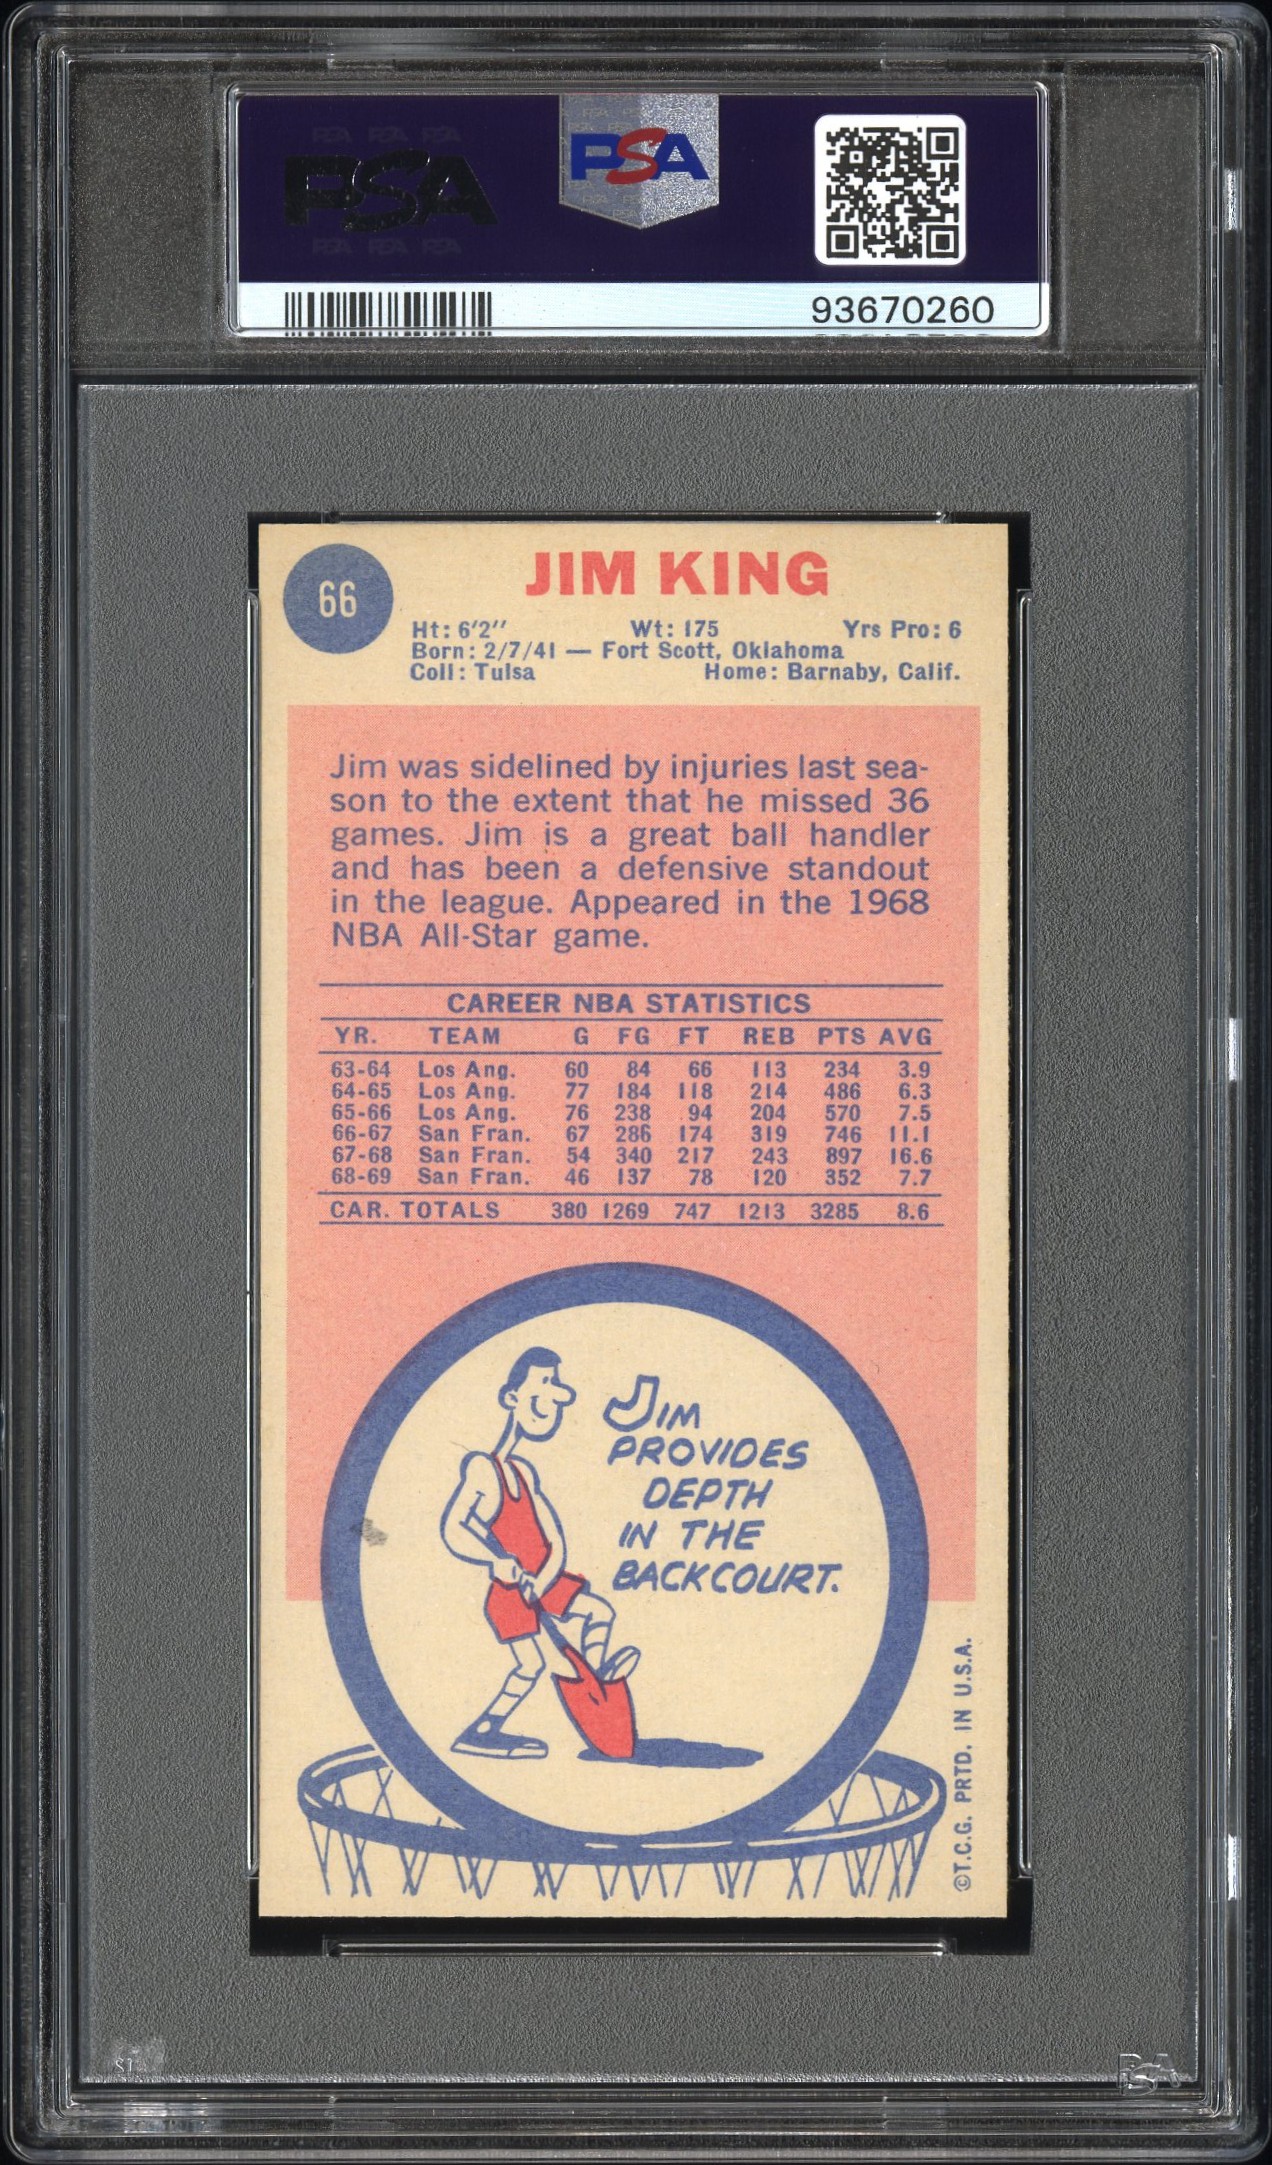 PSA
PSA
93670260
66
JIM KING
Ht: 6'2" Wt: 175 Yrs Pro: 6
Born: 2/7/41 — Fort Scott, Oklahoma
Coll: Tulsa Home: Barnaby, Calif.
Jim was sidelined by injuries last sea-
son to the extent that he missed 36
games. Jim is a great ball handler
and has been a defensive standout
in the league. Appeared in the 1968
NBA All-Star game.
CAREER NBA STATISTICS
YR. TEAM G FG FT REB PTS AVG
63-64 Los Ang. 60 84 66 113 234 3.9
64-65 Los Ang. 77 184 118 214 486 6.3
65-66 Los Ang. 76 238 94 204 570 7.5
66-67 San Fran. 67 286 174 319 746 11.1
67-68 San Fran. 54 340 217 243 897 16.6
68-69 San Fran. 46 137 78 120 352 7.7
CAR. TOTALS 380 1269 747 1213 3285 8.6
JIM
PROVIDES
DEPTH
IN THE
BACKCOURT.
©T.C.G. PRTD. IN U.S.A.
PSA